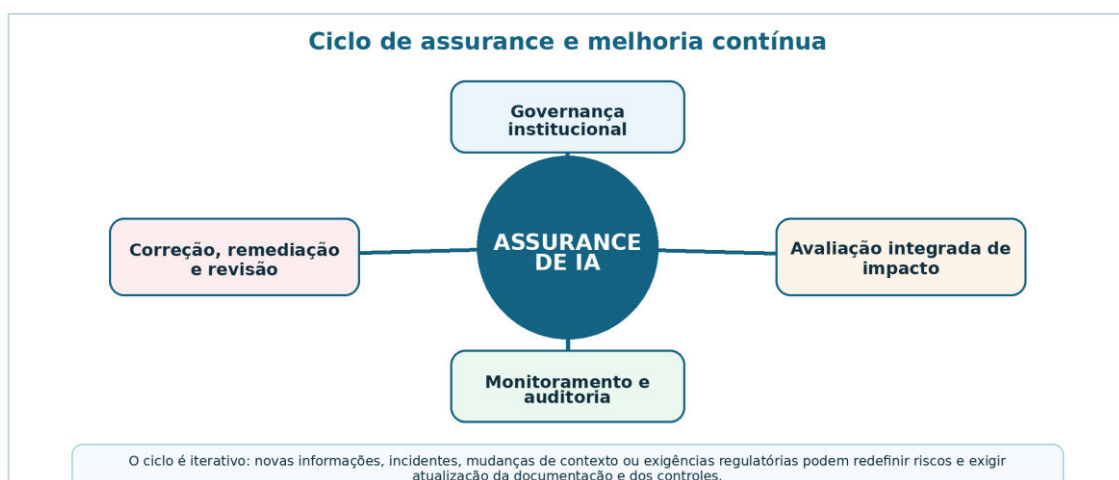 Ciclo de assurance e melhoria contínua
Governança
institucional
Correção, remediação
e revisão
ASSURANCE
DE IA
Avaliação integrada de
impacto
Monitoramento e
auditoria
O ciclo é iterativo: novas informações, incidentes, mudanças de contexto ou exigências regulatórias podem redefinir riscos e exigir
atualização da documentação e dos controles.